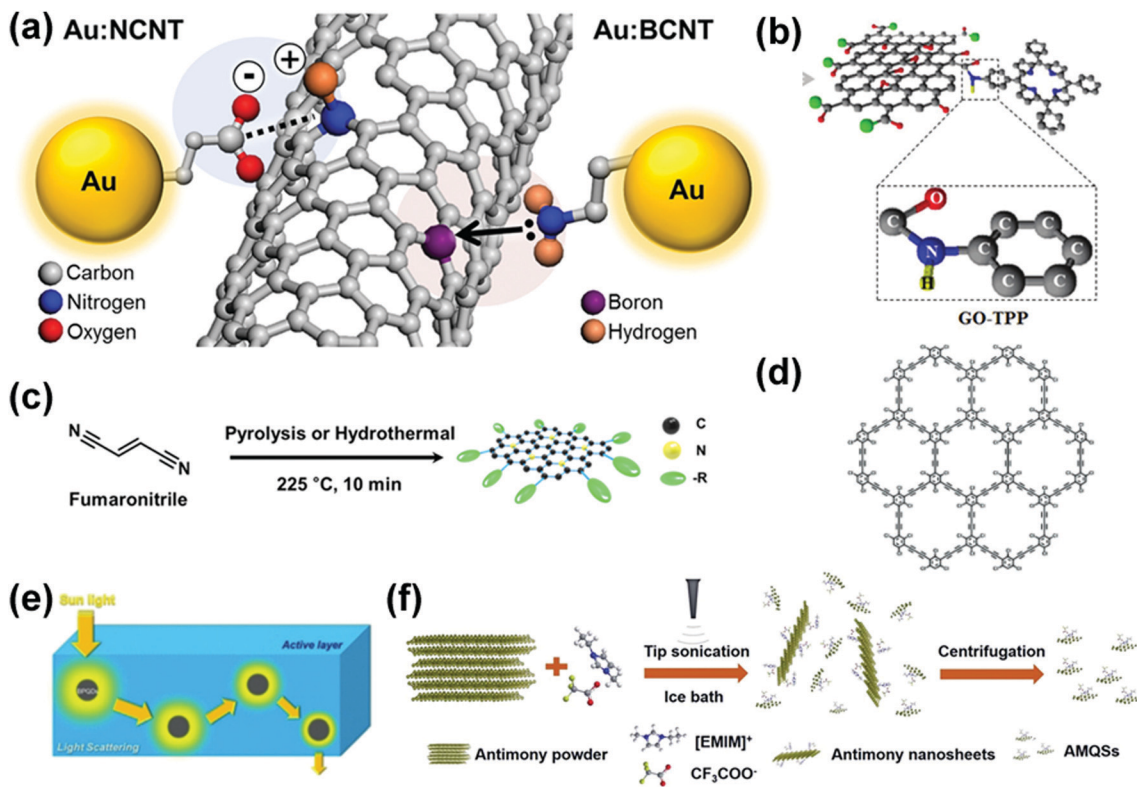 (a) Au:NCNT
Au:BCNT
-
+
Au
Au
Carbon
Nitrogen
Oxygen
Boron
Hydrogen
(b)
O
C
N
H
C
C
C
C
C
C
GO-TPP
(c)
N
N
Fumaronitrile
Pyrolysis or Hydrothermal
225 °C, 10 min
C
N
-R
(d)
(e)
Sun light
Active layer
Light Scattering
(f)
+
Tip sonication
Ice bath
Centrifugation
Antimony powder
[EMIM]+
CF3COO-
Antimony nanosheets
AMQSs